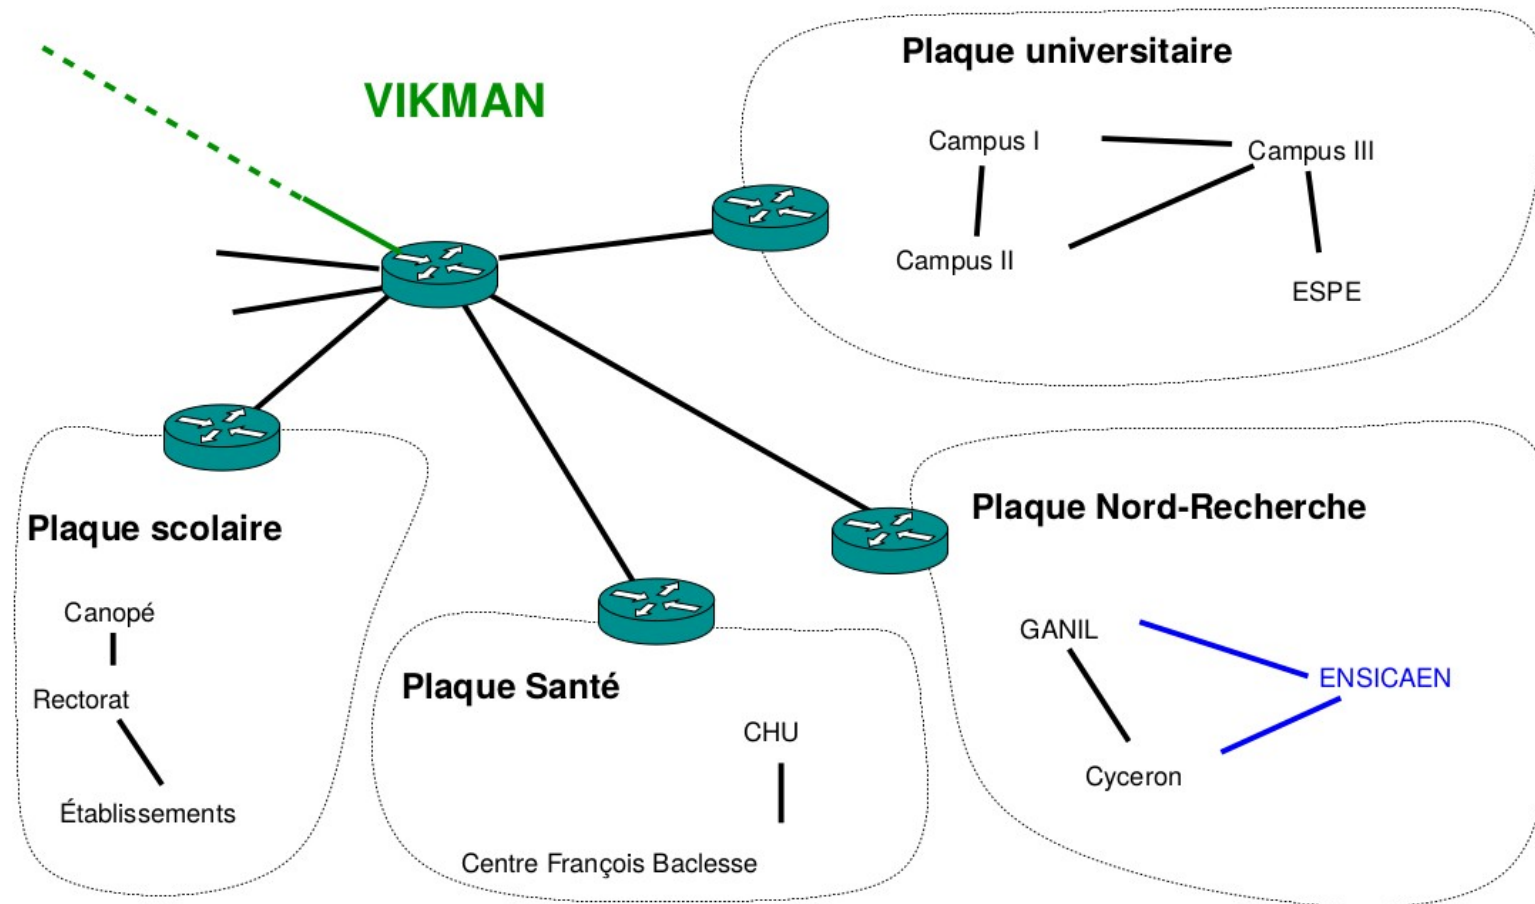 VIKMAN
Plaque universitaire
Campus I
Campus III
Campus II
ESPE
Plaque scolaire
Canopé
Rectorat
Établissements
Plaque Santé
CHU
Centre François Baclesse
Plaque Nord-Recherche
GANIL
ENSICAEN
Cyceron